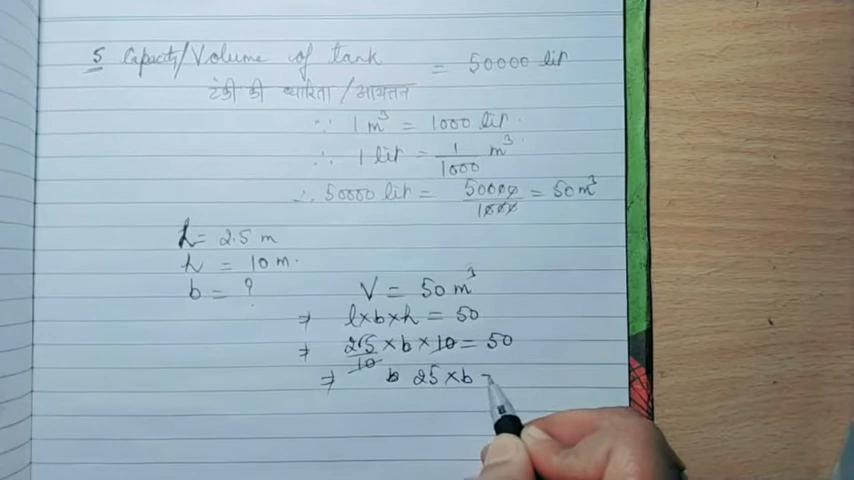 5 Capacity/Volume of tank = 50000 lit
टंकी की धारिता/आयतन
∵ 1 m³ = 1000 lit.
∴ 1 lit = 1/1000 m³
∴ 50000 lit = 50000/1000 = 50 m³
l = 2.5 m
h = 10 m.
b = ?
V = 50 m³
⇒ l×b×h = 50
⇒ 25/10 × b × 10 = 50
⇒ b 25 × b =